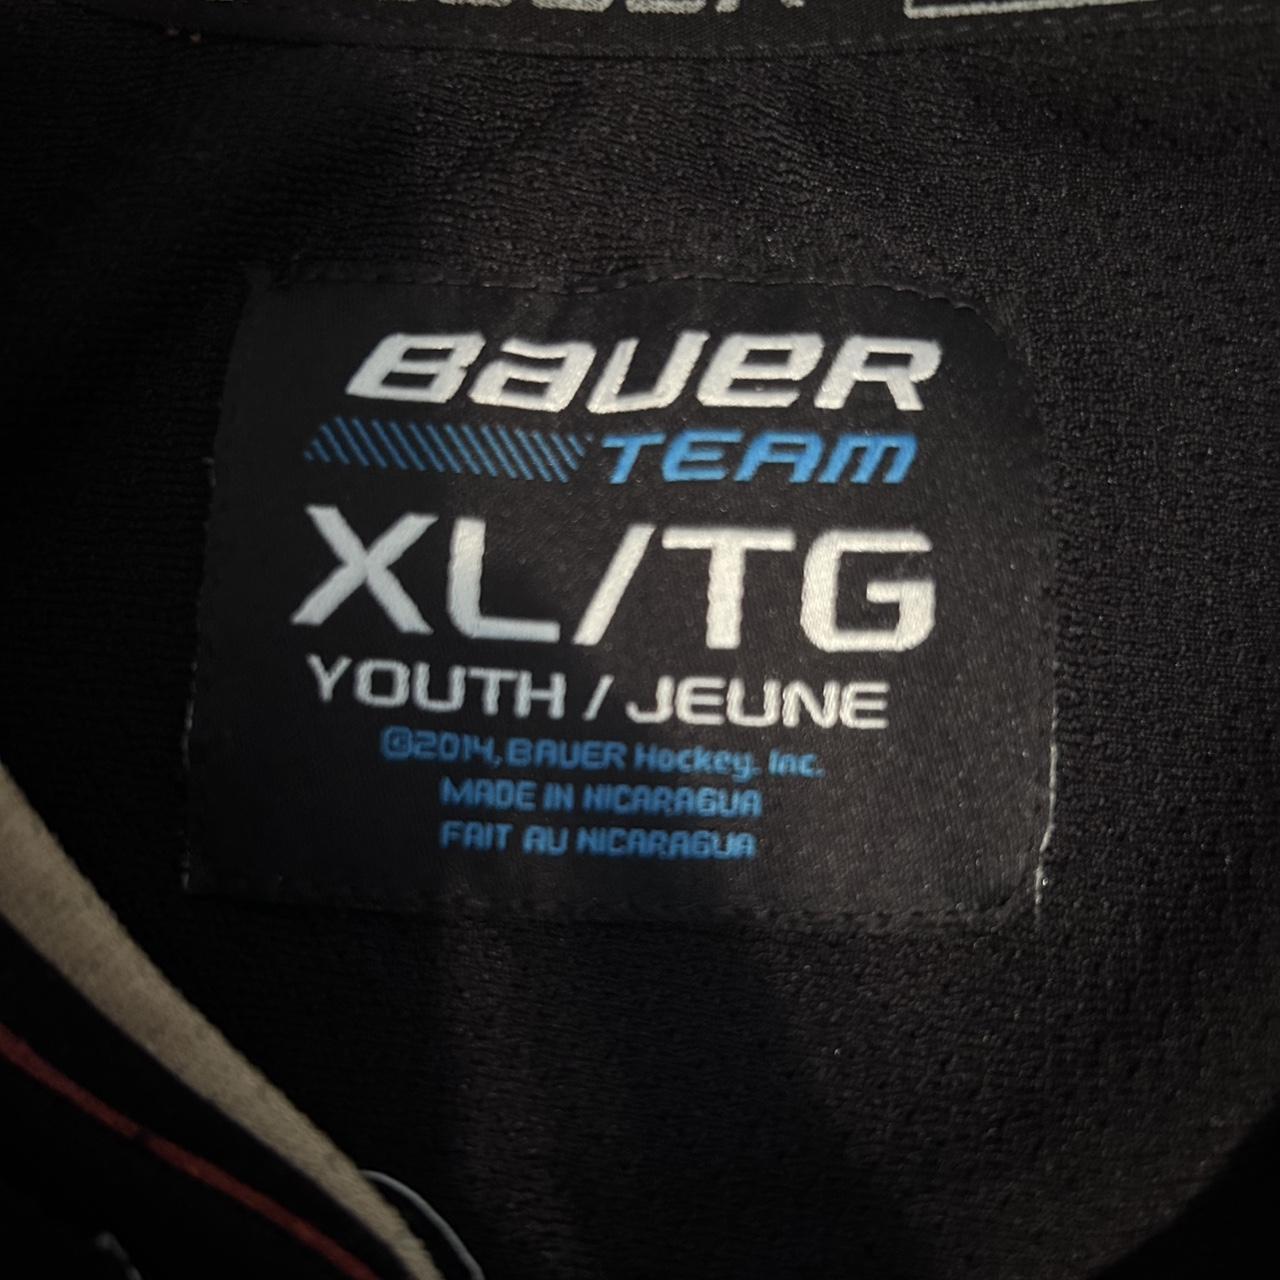 BAUER
TEAM
XL/TG
YOUTH / JEUNE
©2014, BAUER Hockey, Inc.
MADE IN NICARAGUA
FAIT AU NICARAGUA